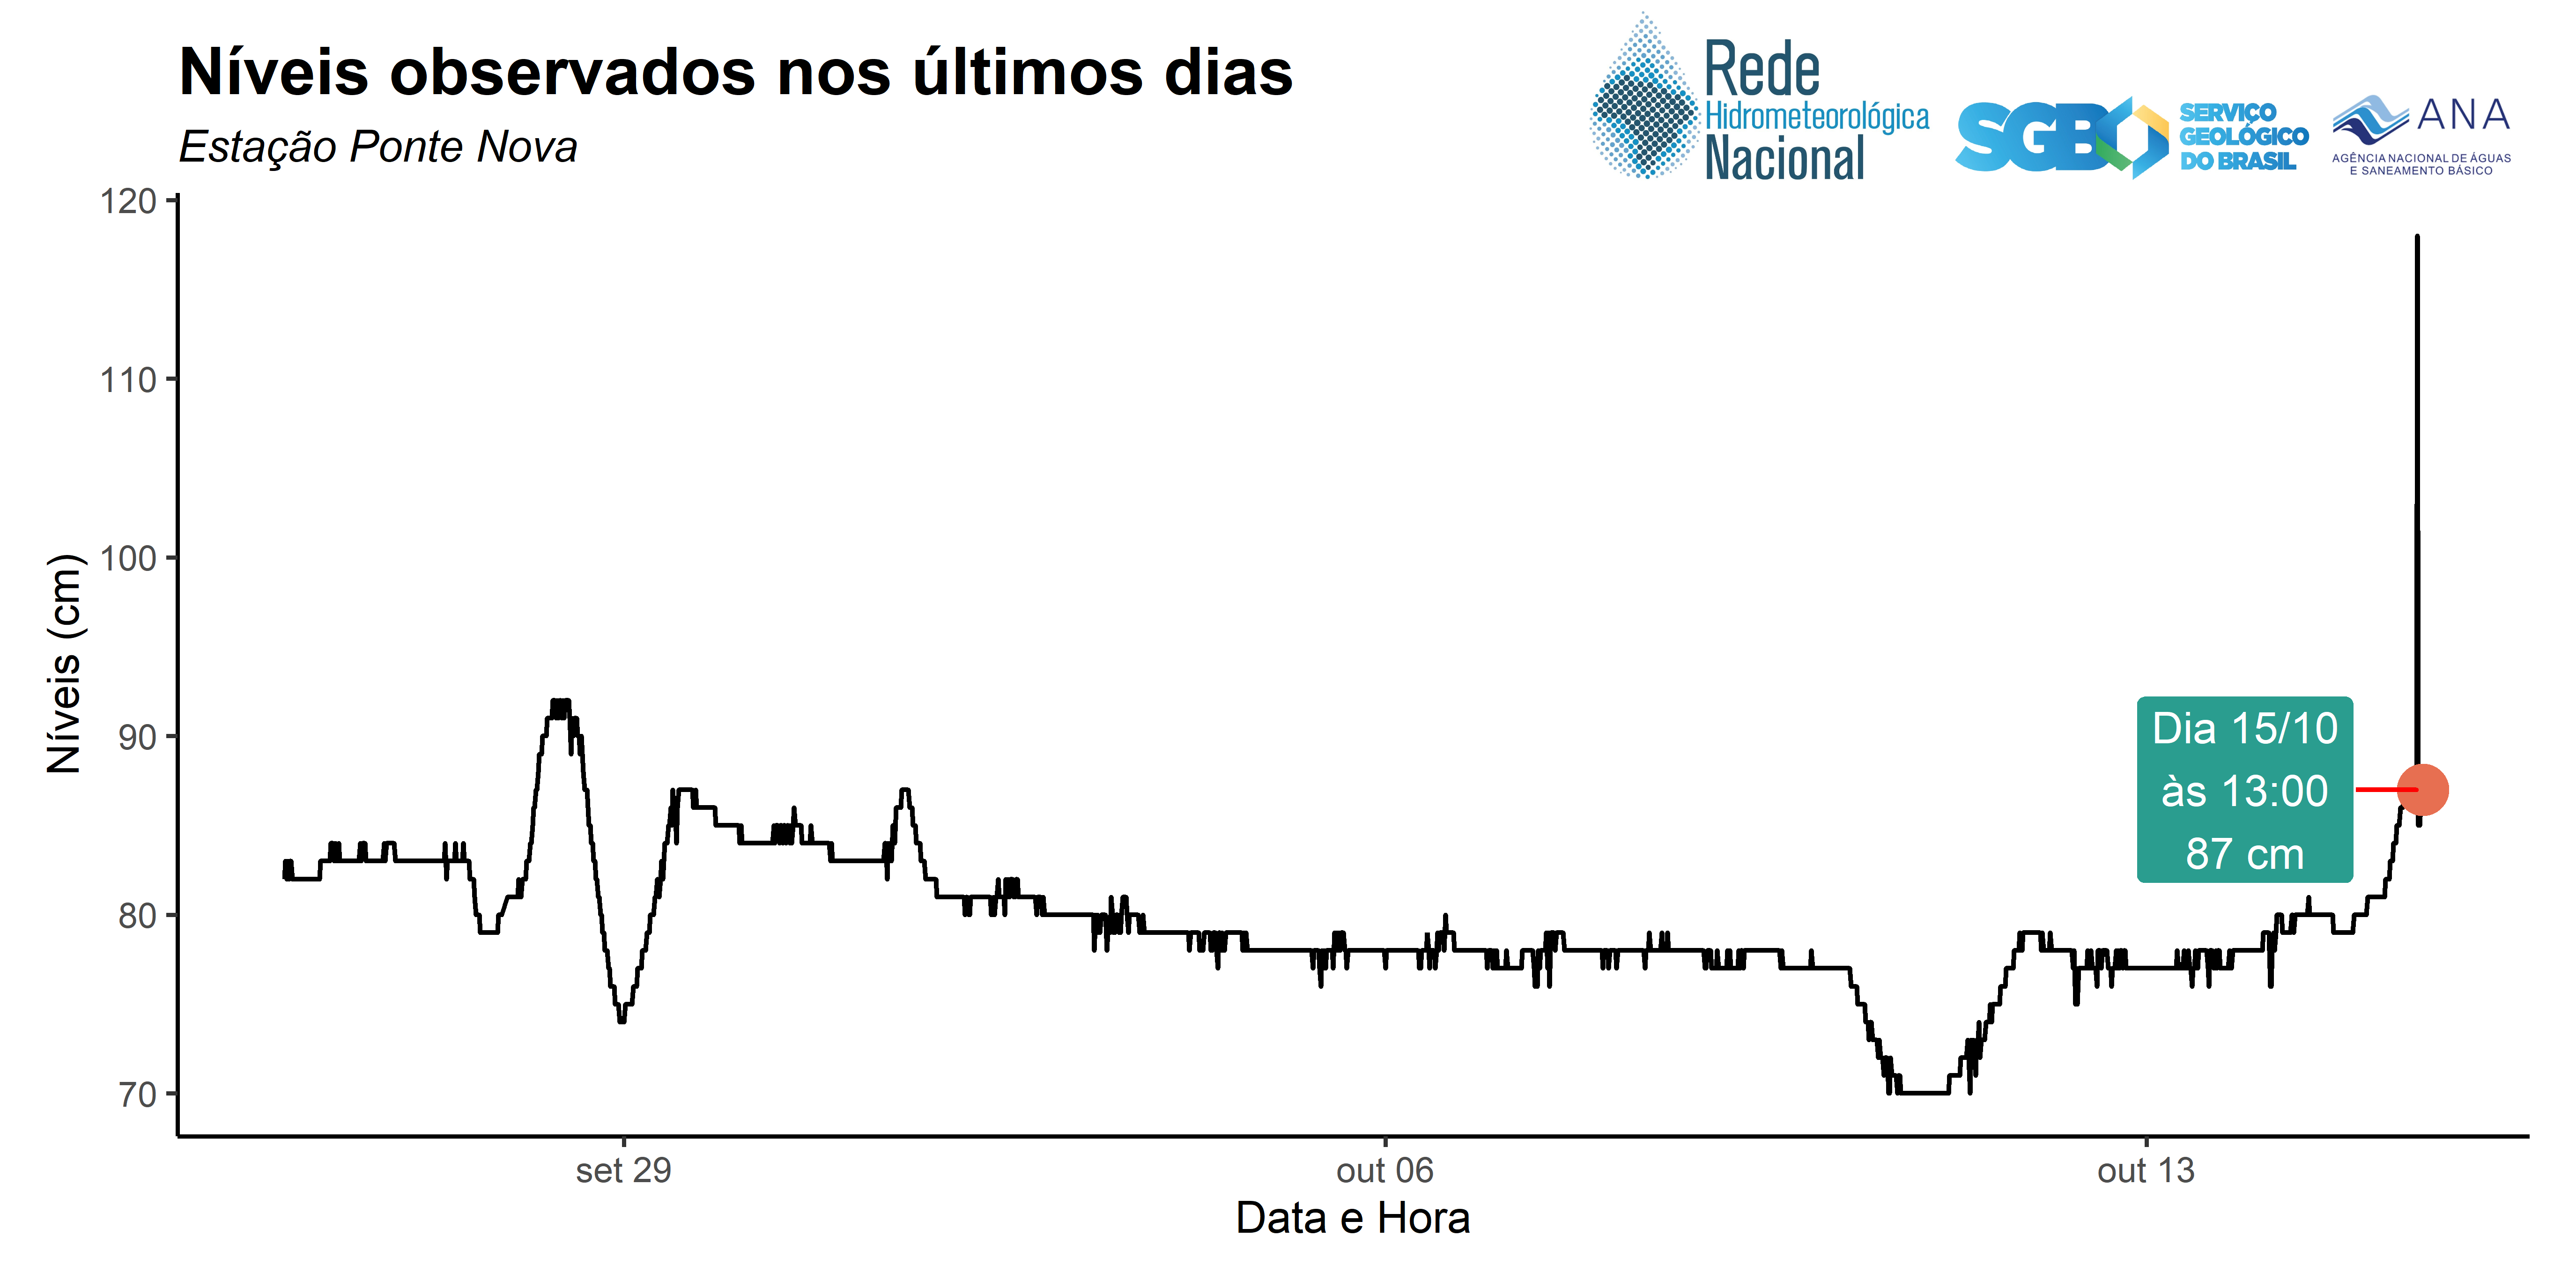 Níveis observados nos últimos dias
Estação Ponte Nova
Rede
Hidrometeorológica
Nacional
SGB
SERVIÇO
GEOLÓGICO
DO BRASIL
ANA
AGÊNCIA NACIONAL DE ÁGUAS
E SANEAMENTO BÁSICO
120
110
100
90
80
70
Níveis (cm)
Dia 15/10
às 13:00
87 cm
set 29
out 06
out 13
Data e Hora